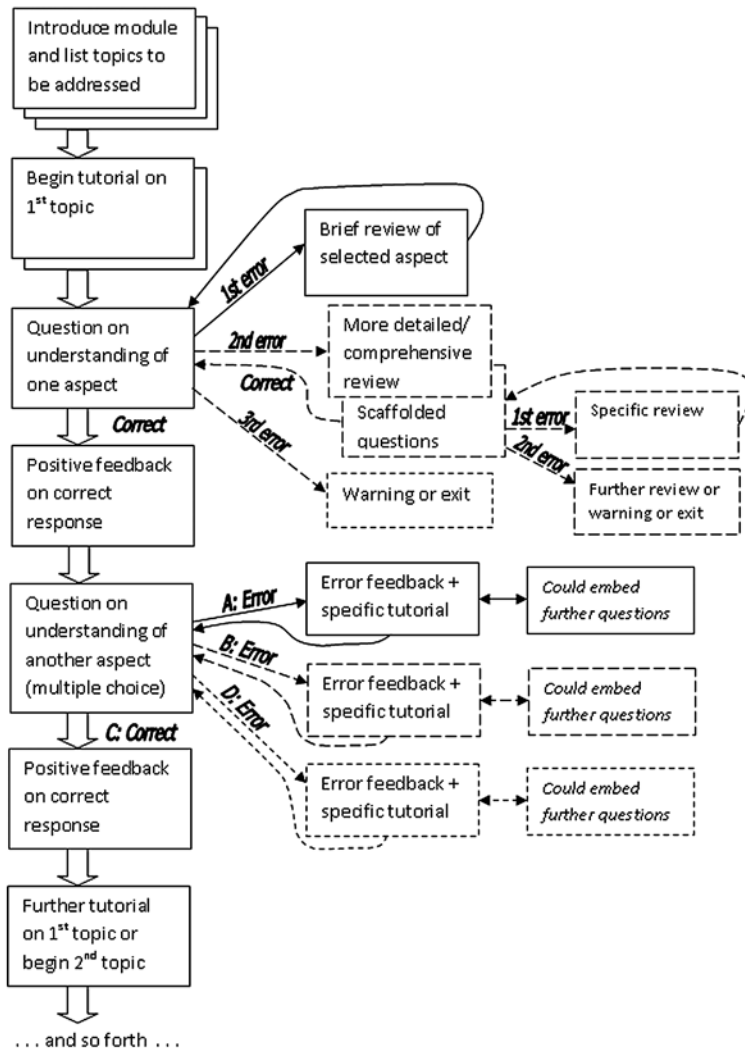 Introduce module
and list topics to
be addressed
Begin tutorial on
1st topic
Brief review of
selected aspect
1st error
Question on
understanding of
one aspect
2nd error
More detailed/
comprehensive
review
Correct
Scaffolded
questions
1st error
Specific review
2nd error
Further review or
warning or exit
3rd error
Warning or exit
Correct
Positive feedback
on correct
response
Question on
understanding of
another aspect
(multiple choice)
A: Error
Error feedback +
specific tutorial
Could embed
further questions
B: Error
Error feedback +
specific tutorial
Could embed
further questions
D: Error
Error feedback +
specific tutorial
Could embed
further questions
C: Correct
Positive feedback
on correct
response
Further tutorial
on 1st topic or
begin 2nd topic
. . . and so forth . . .